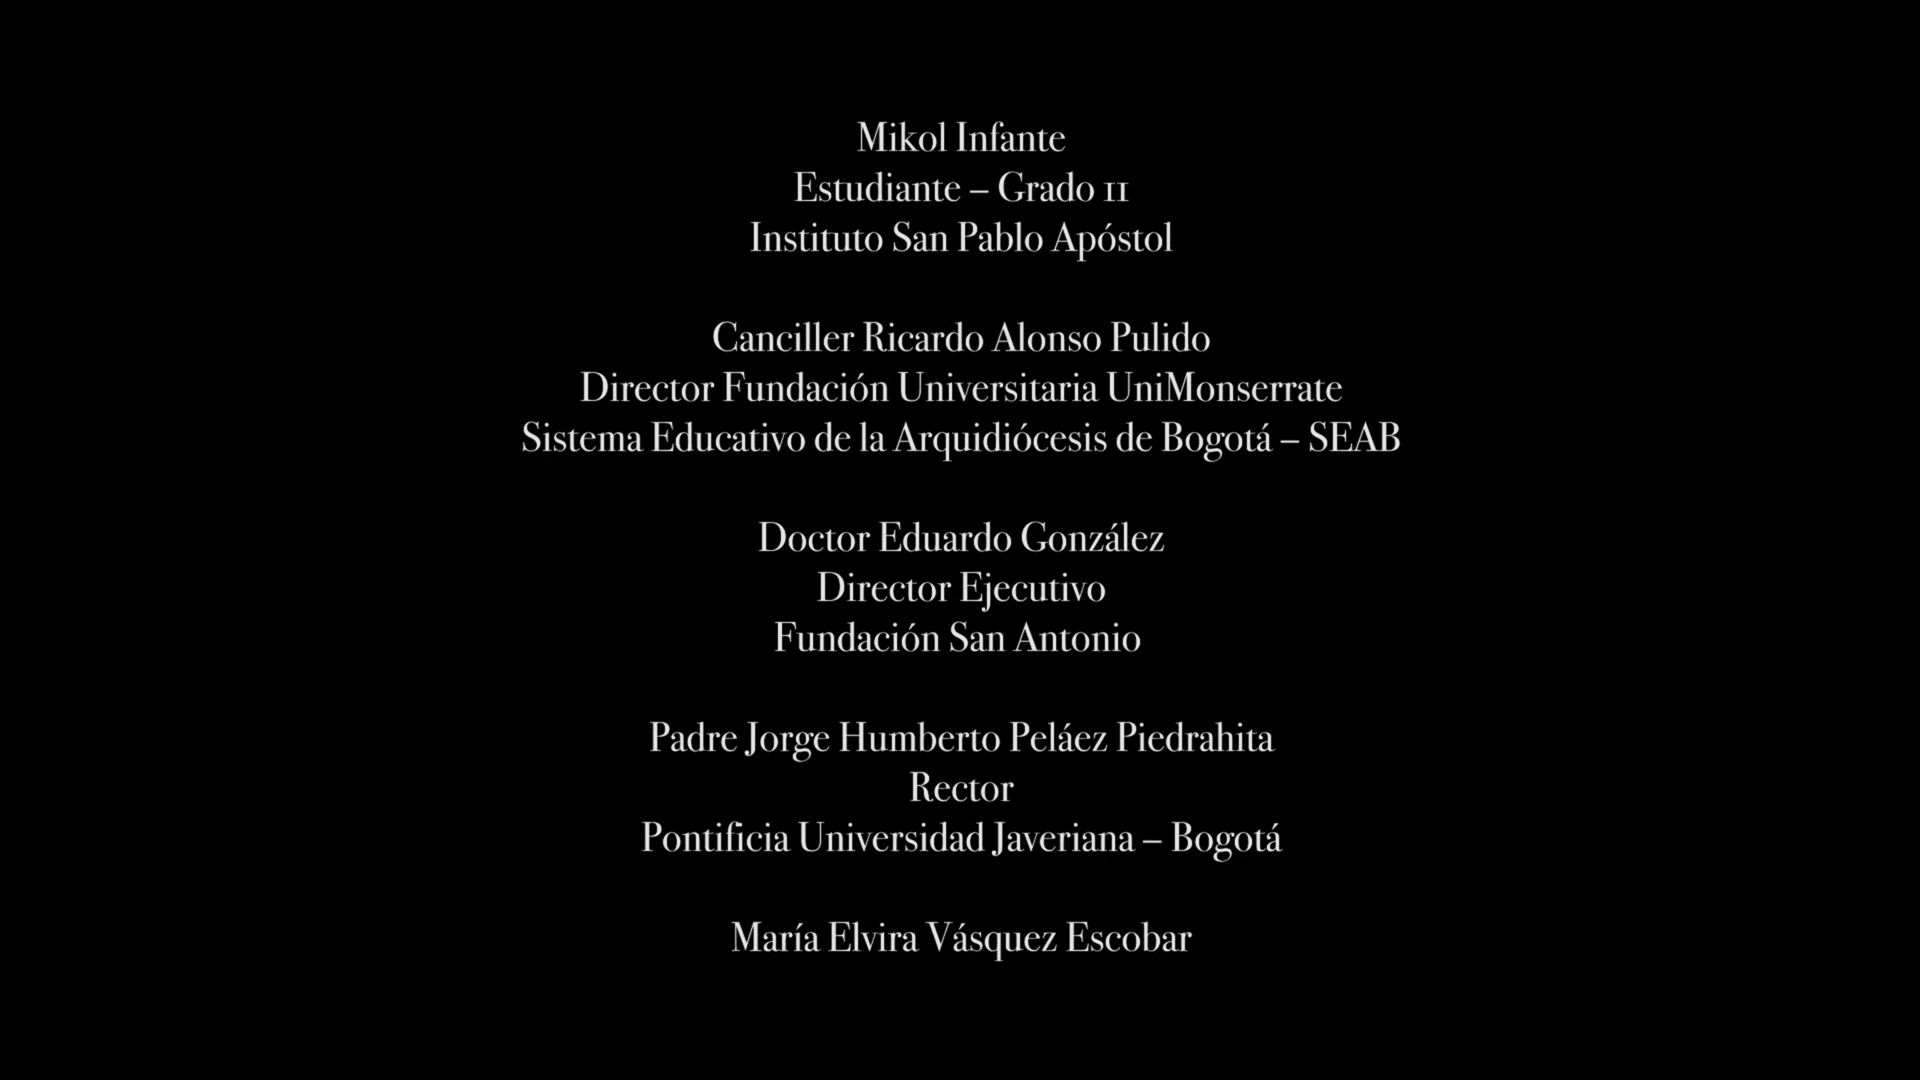 Mikol Infante
Estudiante – Grado 11
Instituto San Pablo Apóstol
Canciller Ricardo Alonso Pulido
Director Fundación Universitaria UniMonserrate
Sistema Educativo de la Arquidiócesis de Bogotá – SEAB
Doctor Eduardo González
Director Ejecutivo
Fundación San Antonio
Padre Jorge Humberto Peláez Piedrahita
Rector
Pontificia Universidad Javeriana – Bogotá
María Elvira Vásquez Escobar